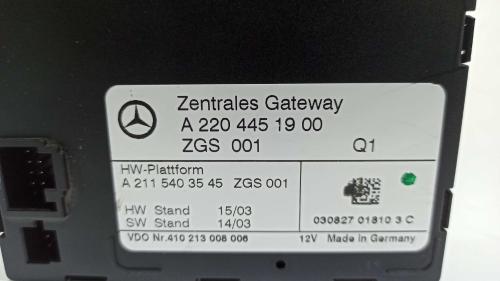 Zentrales Gateway
A 220 445 19 00
ZGS 001 Q1
HW-Plattform
A 211 540 35 45 ZGS 001
HW Stand 15/03
SW Stand 14/03
030827 01810 3 C
VDO Nr.410 213 008 006 12V Made in Germany